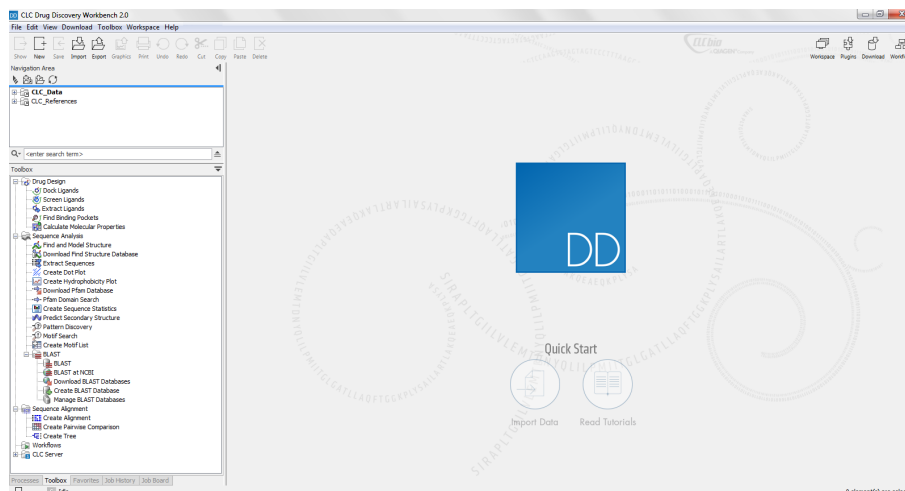 CLC Drug Discovery Workbench 2.0
File Edit View Download Toolbox Workspace Help
Show New Save Import Export Graphics Print Undo Redo Cut Copy Paste Delete
Workspace Plugins Download
CLC bio
Navigation Area
CLC_Data
CLC_References
<enter search term>
Toolbox
Drug Design
Dock Ligands
Screen Ligands
Extract Ligands
Find Binding Pockets
Calculate Molecular Properties
Sequence Analysis
Find and Model Structure
Download Find Structure Database
Extract Sequences
Create Dot Plot
Create Hydrophobicity Plot
Download Pfam Database
Pfam Domain Search
Create Sequence Statistics
Predict Secondary Structure
Pattern Discovery
Motif Search
Create Motif List
BLAST
BLAST
BLAST at NCBI
Download BLAST Databases
Create BLAST Database
Manage BLAST Databases
Sequence Alignment
Create Alignment
Create Pairwise Comparison
Create Tree
Workflows
CLC Server
DD
Quick Start
Import Data Read Tutorials
Processes Toolbox Favorites Job History Job Board